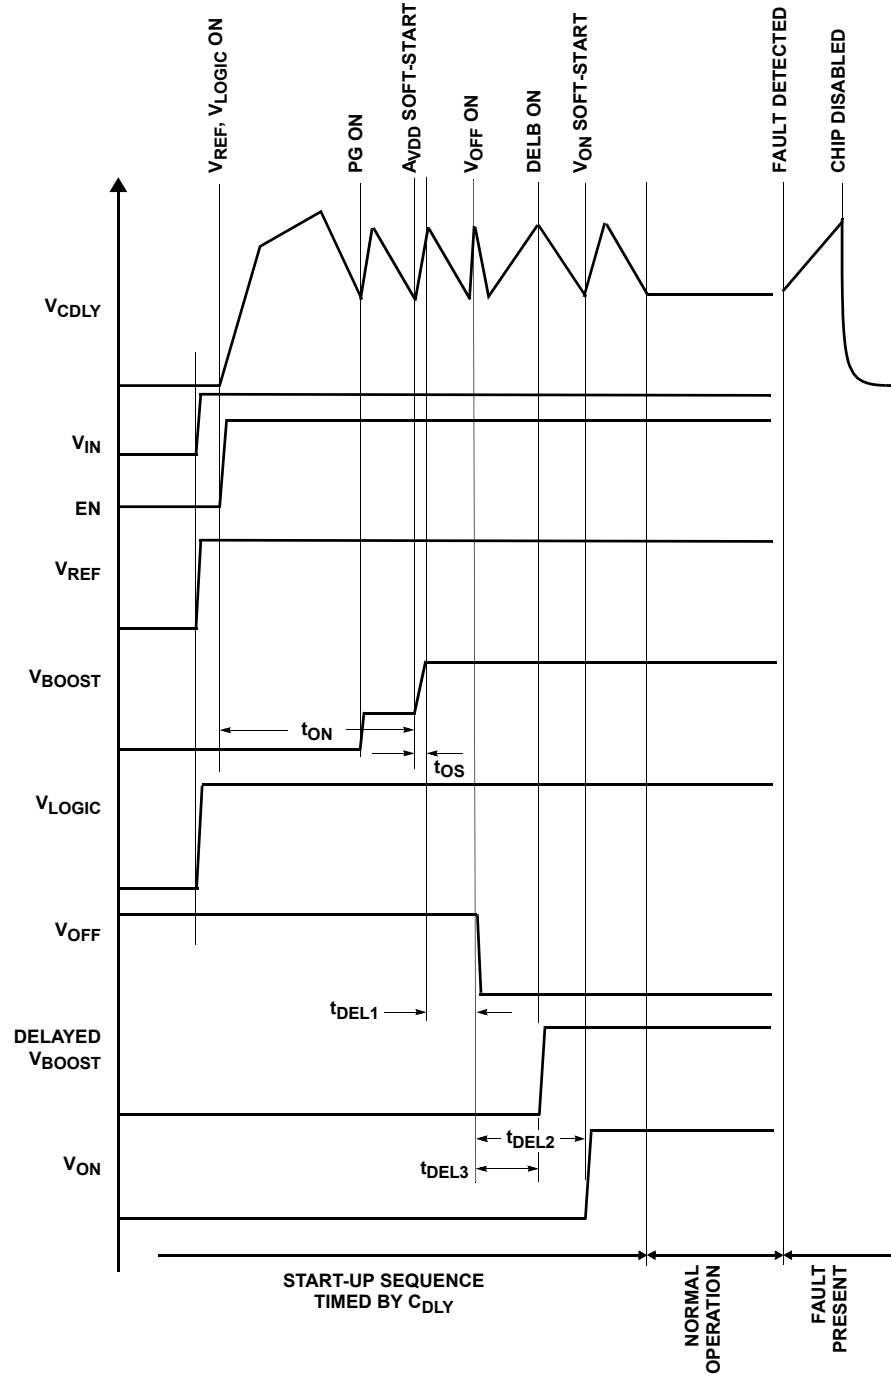 VREF, VLOGIC ON
PG ON
AVDD SOFT-START
VOFF ON
DELB ON
VON SOFT-START
FAULT DETECTED
CHIP DISABLED
VCDLY
VIN
EN
VREF
VBOOST
tON
tOS
VLOGIC
VOFF
tDEL1
DELAYED
VBOOST
tDEL2
VON
tDEL3
START-UP SEQUENCE
TIMED BY CDLY
NORMAL
OPERATION
FAULT
PRESENT